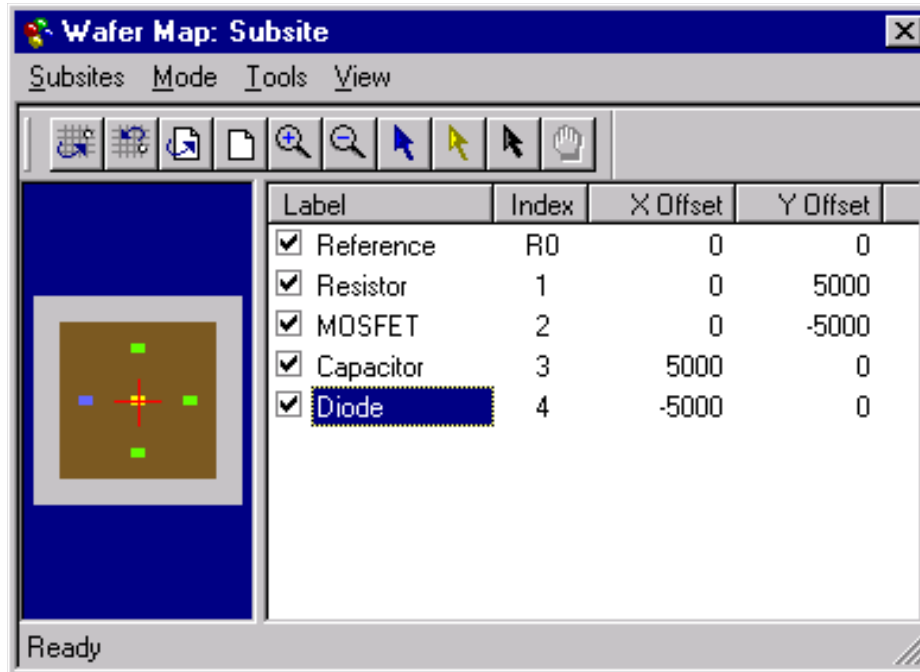 Wafer Map: Subsite
Subsites Mode Tools View
Label Index X Offset Y Offset
Reference R0 0 0
Resistor 1 0 5000
MOSFET 2 0 -5000
Capacitor 3 5000 0
Diode 4 -5000 0
Ready